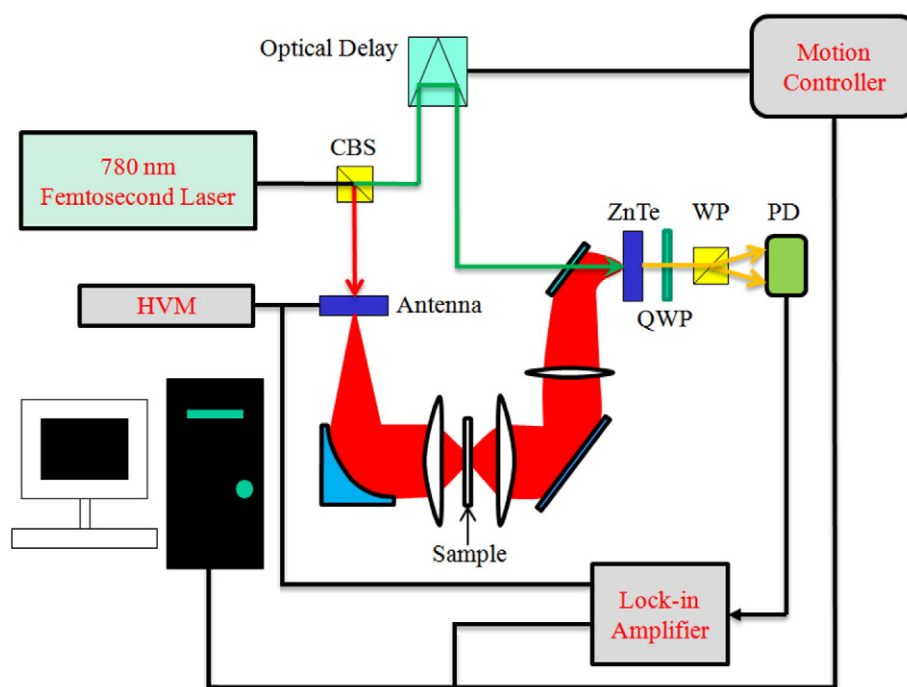 Optical Delay
Motion
Controller
CBS
780 nm
Femtosecond Laser
ZnTe
WP
PD
HVM
Antenna
QWP
Sample
Lock-in
Amplifier